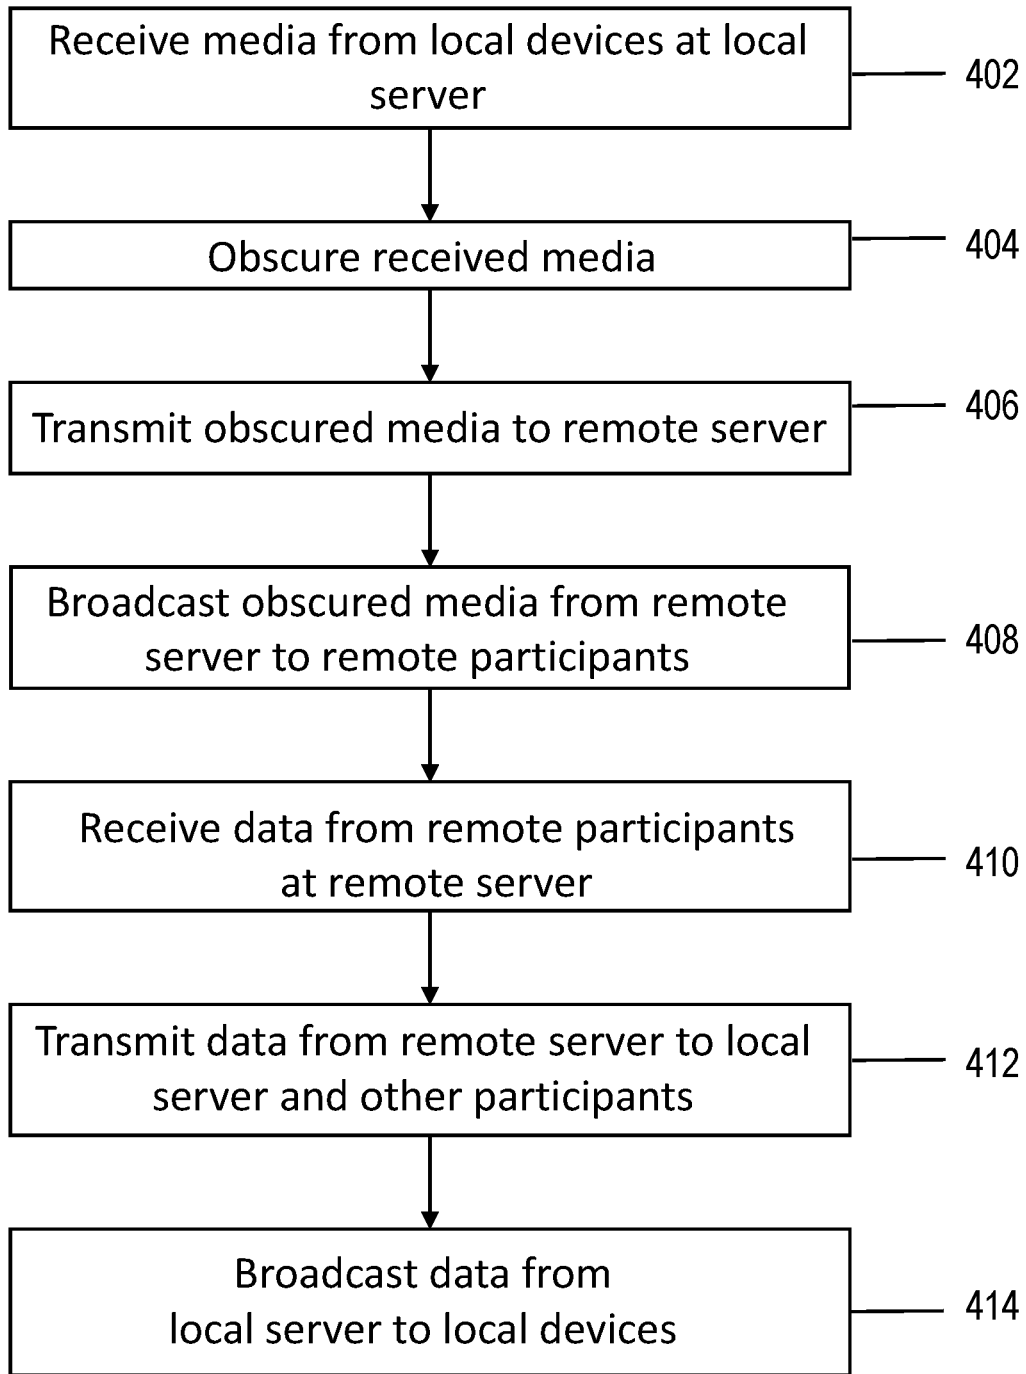 Receive media from local devices at local
server
402
Obscure received media
404
Transmit obscured media to remote server
406
Broadcast obscured media from remote
server to remote participants
408
Receive data from remote participants
at remote server
410
Transmit data from remote server to local
server and other participants
412
Broadcast data from
local server to local devices
414